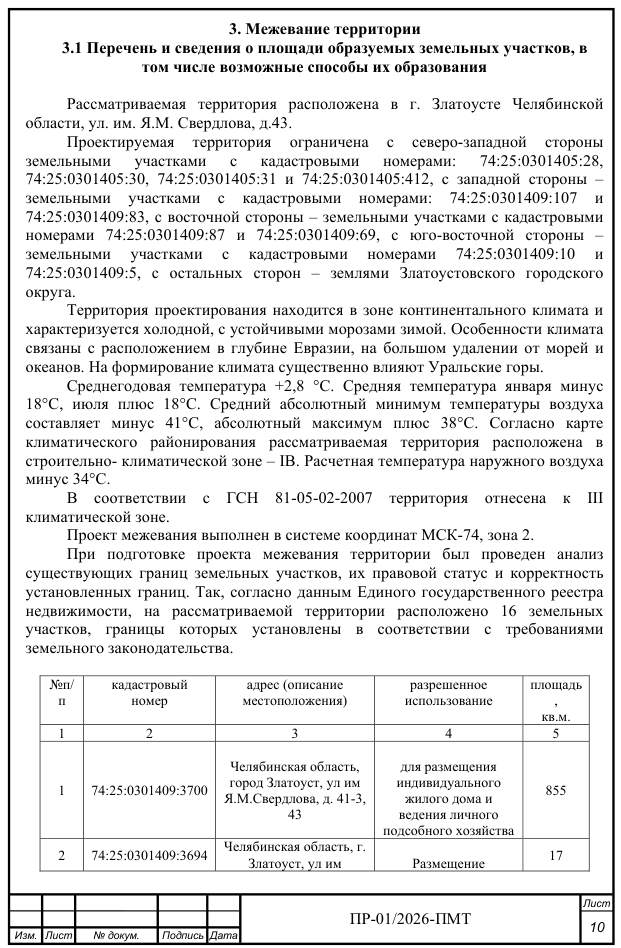 3. Межевание территории
3.1 Перечень и сведения о площади образуемых земельных участков, в
том числе возможные способы их образования
Рассматриваемая территория расположена в г. Златоусте Челябинской
области, ул. им. Я.М. Свердлова, д.43.
Проектируемая территория ограничена с северо-западной стороны
земельными участками с кадастровыми номерами: 74:25:0301405:28,
74:25:0301405:30, 74:25:0301405:31 и 74:25:0301405:412, с западной стороны –
земельными участками с кадастровыми номерами: 74:25:0301409:107 и
74:25:0301409:83, с восточной стороны – земельными участками с кадастровыми
номерами 74:25:0301409:87 и 74:25:0301409:69, с юго-восточной стороны –
земельными участками с кадастровыми номерами 74:25:0301409:10 и
74:25:0301409:5, с остальных сторон – землями Златоустовского городского
округа.
Территория проектирования находится в зоне континентального климата и
характеризуется холодной, с устойчивыми морозами зимой. Особенности климата
связаны с расположением в глубине Евразии, на большом удалении от морей и
океанов. На формирование климата существенно влияют Уральские горы.
Среднегодовая температура +2,8 °С. Средняя температура января минус
18°С, июля плюс 18°С. Средний абсолютный минимум температуры воздуха
составляет минус 41°С, абсолютный максимум плюс 38°С. Согласно карте
климатического районирования рассматриваемая территория расположена в
строительно- климатической зоне – IВ. Расчетная температура наружного воздуха
минус 34°С.
В соответствии с ГСН 81-05-02-2007 территория отнесена к III
климатической зоне.
Проект межевания выполнен в системе координат МСК-74, зона 2.
При подготовке проекта межевания территории был проведен анализ
существующих границ земельных участков, их правовой статус и корректность
установленных границ. Так, согласно данным Единого государственного реестра
недвижимости, на рассматриваемой территории расположено 16 земельных
участков, границы которых установлены в соответствии с требованиями
земельного законодательства.
№п/ кадастровый адрес (описание разрешенное площадь
п номер местоположения) использование ,
кв.м.
1 2 3 4 5
Челябинская область, для размещения
город Златоуст, ул им индивидуального
1 74:25:0301409:3700 Я.М.Свердлова, д. 41-3, жилого дома и 855
43 ведения личного
подсобного хозяйства
2 74:25:0301409:3694 Челябинская область, г. 17
Златоуст, ул им Размещение
ПР-01/2026-ПМТ
Лист
10
Изм. Лист № докум. Подпись Дата